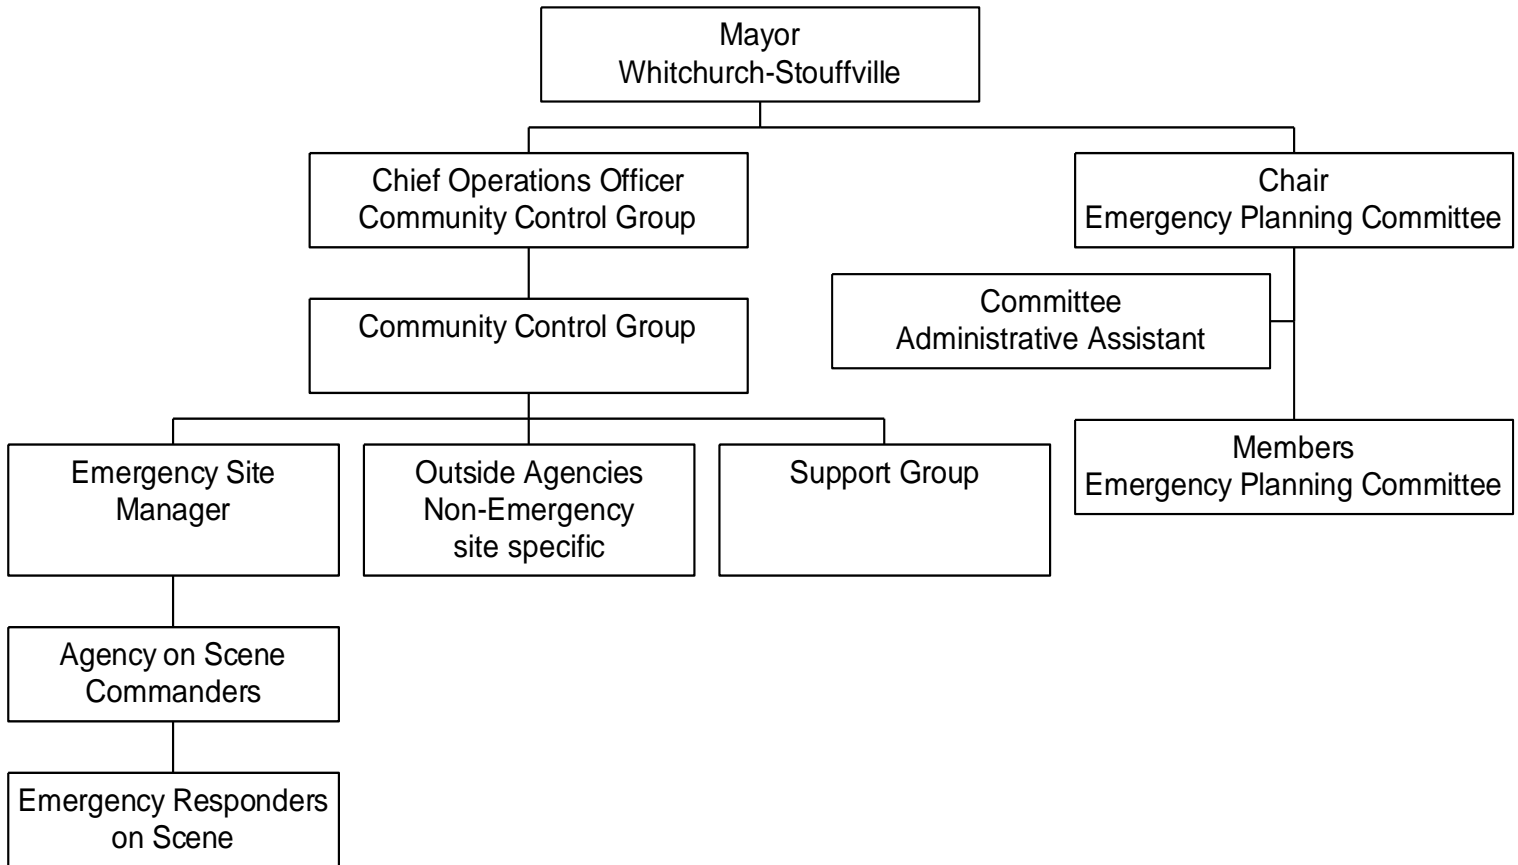 Mayor
Whitchurch-Stouffville
Chief Operations Officer
Community Control Group
Chair
Emergency Planning Committee
Committee
Administrative Assistant
Community Control Group
Members
Emergency Planning Committee
Emergency Site
Manager
Outside Agencies
Non-Emergency
site specific
Support Group
Agency on Scene
Commanders
Emergency Responders
on Scene